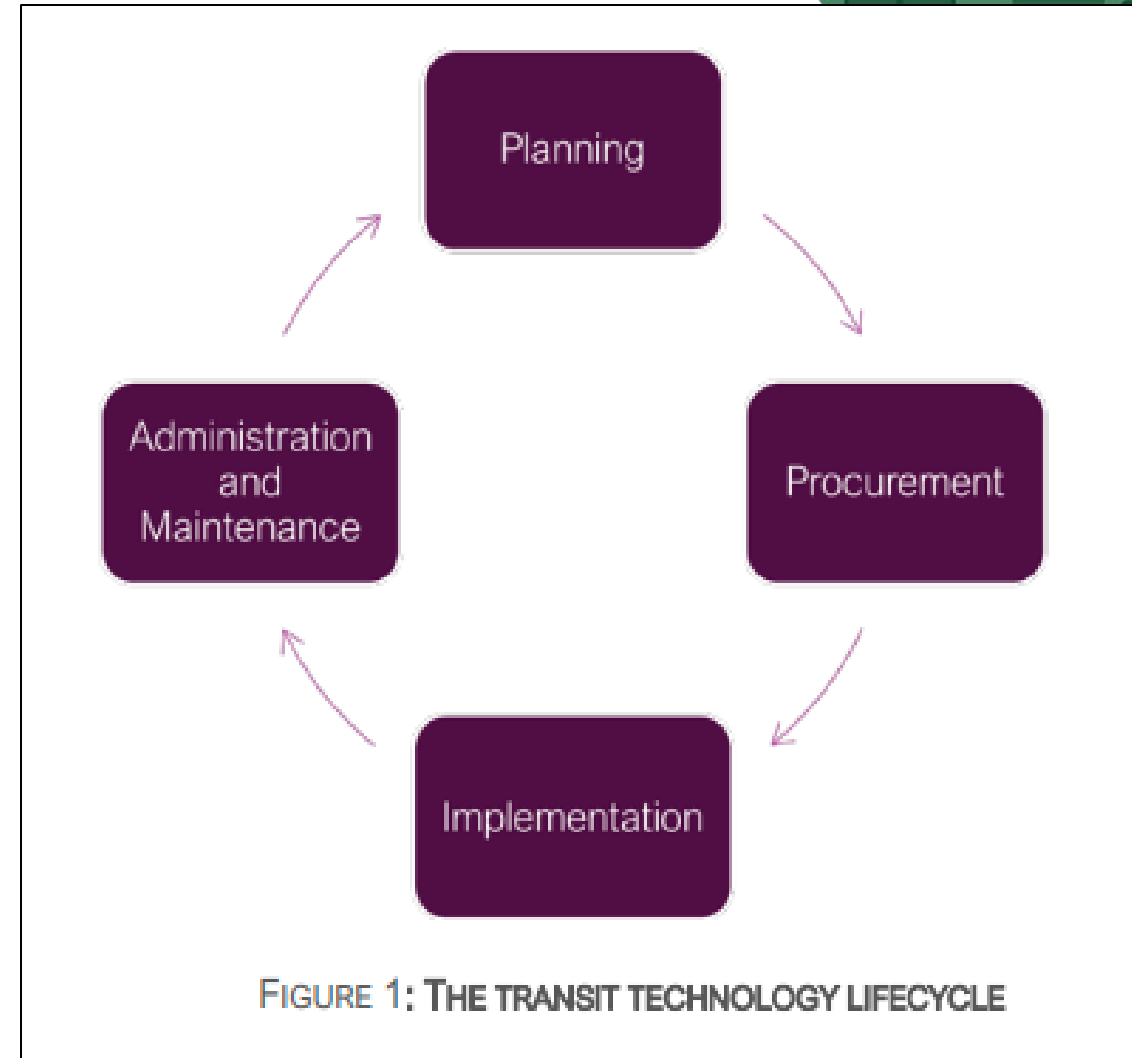 Planning
Procurement
Implementation
Administration
and
Maintenance
FIGURE 1: THE TRANSIT TECHNOLOGY LIFECYCLE